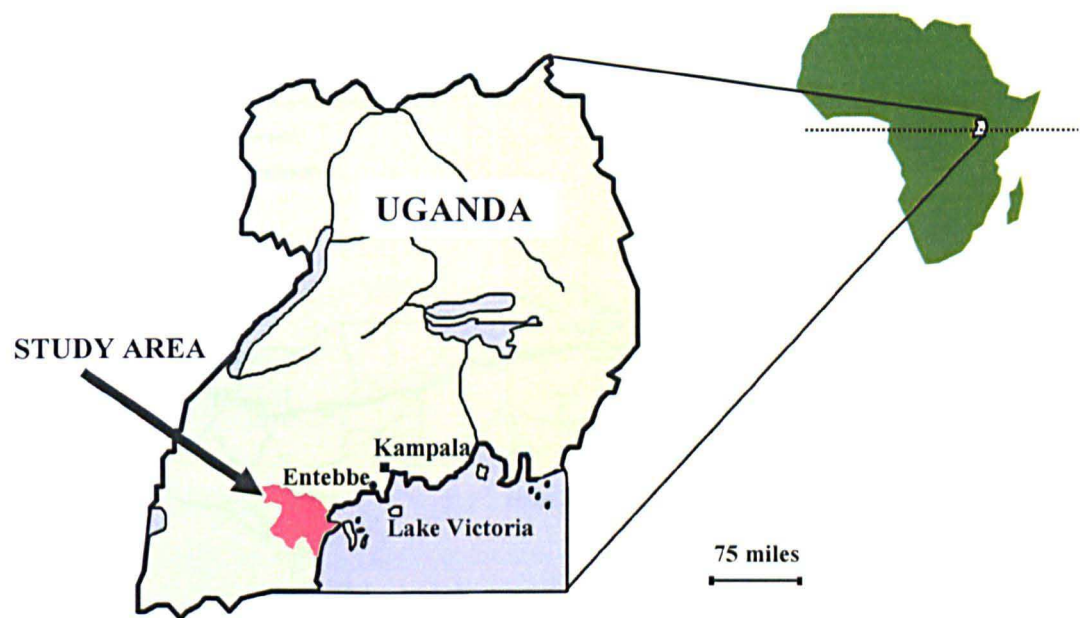 UGANDA
STUDY AREA
Kampala
Entebbe
Lake Victoria
75 miles